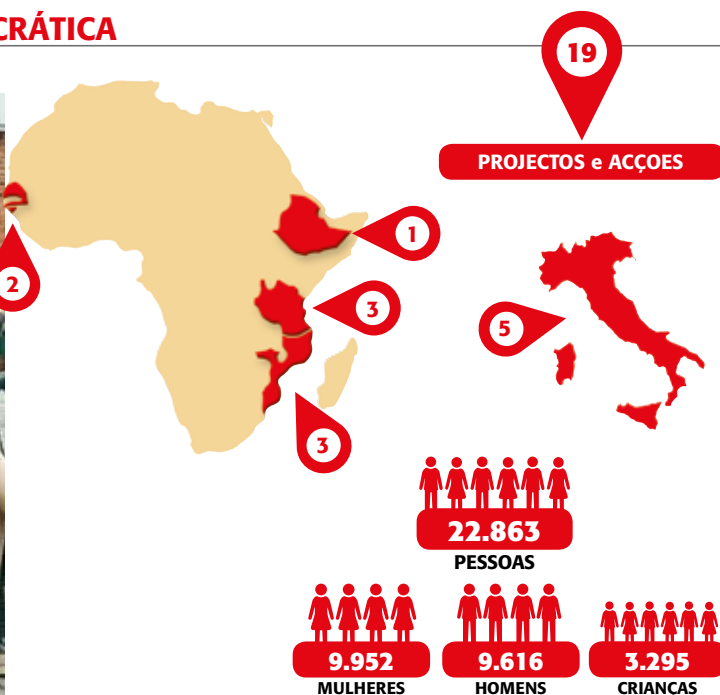 CRÁTICA
19
PROJECTOS e ACÇOES
1
2
3
5
3
22.863
PESSOAS
9.952
MULHERES
9.616
HOMENS
3.295
CRIANÇAS